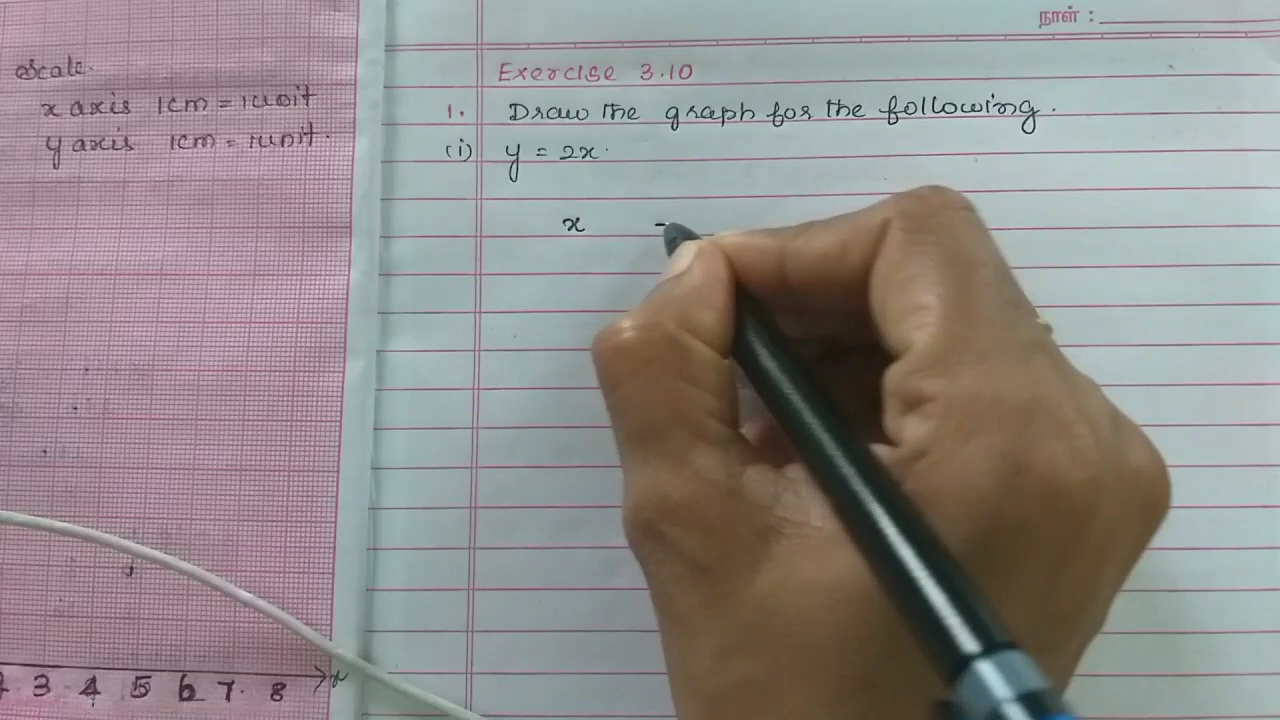 Scale.
x axis 1cm = 1unit
y axis 1cm = 1unit.
3 4 5 6 7. 8 x
நாள் :
Exercise 3.10
1. Draw the graph for the following.
(i) y = 2x.
x -